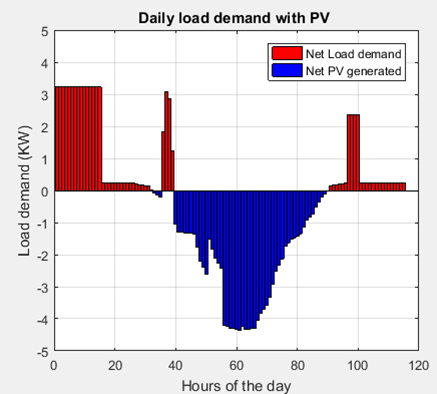 Daily load demand with PV
Net Load demand
Net PV generated
Load demand (KW)
5
4
3
2
1
0
-1
-2
-3
-4
-5
0 20 40 60 80 100 120
Hours of the day